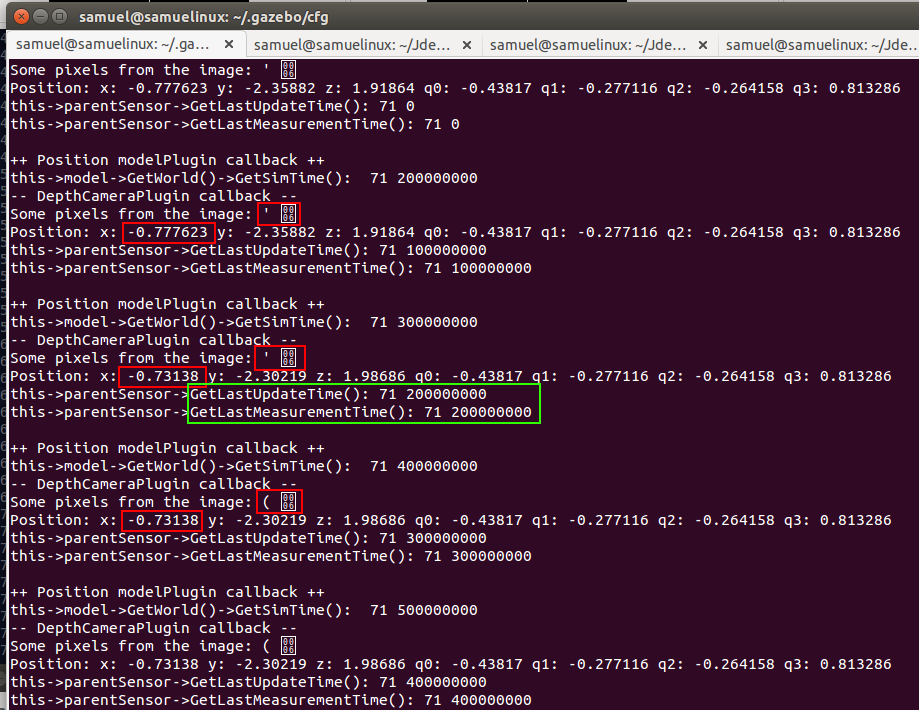 samuel@samuelinux: ~/.gazebo/cfg
samuel@samuelinux: ~/.ga... × samuel@samuelinux: ~/Jde... × samuel@samuelinux: ~/Jde... × samuel@samuelinux: ~/Jde...
Some pixels from the image: ' 0006
Position: x: -0.777623 y: -2.35882 z: 1.91864 q0: -0.43817 q1: -0.277116 q2: -0.264158 q3: 0.813286
this->parentSensor->GetLastUpdateTime(): 71 0
this->parentSensor->GetLastMeasurementTime(): 71 0
++ Position modelPlugin callback ++
this->model->GetWorld()->GetSimTime():  71 200000000
-- DepthCameraPlugin callback --
Some pixels from the image: ' 0006
Position: x: -0.777623 y: -2.35882 z: 1.91864 q0: -0.43817 q1: -0.277116 q2: -0.264158 q3: 0.813286
this->parentSensor->GetLastUpdateTime(): 71 100000000
this->parentSensor->GetLastMeasurementTime(): 71 100000000
++ Position modelPlugin callback ++
this->model->GetWorld()->GetSimTime():  71 300000000
-- DepthCameraPlugin callback --
Some pixels from the image: ' 0006
Position: x: -0.73138 y: -2.30219 z: 1.98686 q0: -0.43817 q1: -0.277116 q2: -0.264158 q3: 0.813286
this->parentSensor->GetLastUpdateTime(): 71 200000000
this->parentSensor->GetLastMeasurementTime(): 71 200000000
++ Position modelPlugin callback ++
this->model->GetWorld()->GetSimTime():  71 400000000
-- DepthCameraPlugin callback --
Some pixels from the image: ( 0006
Position: x: -0.73138 y: -2.30219 z: 1.98686 q0: -0.43817 q1: -0.277116 q2: -0.264158 q3: 0.813286
this->parentSensor->GetLastUpdateTime(): 71 300000000
this->parentSensor->GetLastMeasurementTime(): 71 300000000
++ Position modelPlugin callback ++
this->model->GetWorld()->GetSimTime():  71 500000000
-- DepthCameraPlugin callback --
Some pixels from the image: ( 0006
Position: x: -0.73138 y: -2.30219 z: 1.98686 q0: -0.43817 q1: -0.277116 q2: -0.264158 q3: 0.813286
this->parentSensor->GetLastUpdateTime(): 71 400000000
this->parentSensor->GetLastMeasurementTime(): 71 400000000